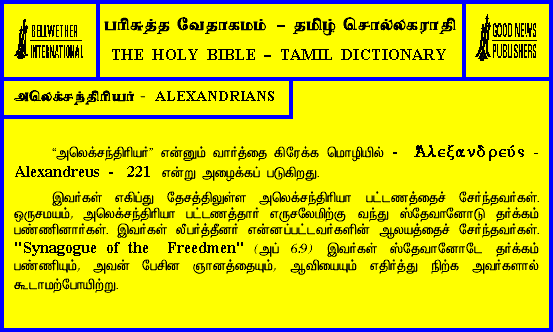 BELLWETHER
INTERNATIONAL
பரிசுத்த வேதாகமம் – தமிழ் சொல்லகராதி
THE HOLY BIBLE – TAMIL DICTIONARY
GOOD NEWS
PUBLISHERS
அலெக்சந்திரியர் - ALEXANDRIANS
“அலெக்சந்திரியர்” என்னும் வார்த்தை கிரேக்க மொழியில் - Ἀλεξανδρεύς -
Alexandreus - 221 என்று அழைக்கப் படுகிறது.
இவர்கள் எகிப்து தேசத்திலுள்ள அலெக்சந்திரியா பட்டணத்தைச் சேர்ந்தவர்கள்.
ஒருசமயம், அலெக்சந்திரியா பட்டணத்தார் எருசலேமிற்கு வந்து ஸ்தேவானோடு தர்க்கம்
பண்ணினார்கள். இவர்கள் லீபர்த்தீனர் என்னப்பட்டவர்களின் ஆலயத்தைச் சேர்ந்தவர்கள்.
"Synagogue of the Freedmen" (அப் 6.9) இவர்கள் ஸ்தேவானோடே தர்க்கம்
பண்ணியும், அவன் பேசின ஞானத்தையும், ஆவியையும் எதிர்த்து நிற்க அவர்களால்
கூடாமற்போயிற்று.